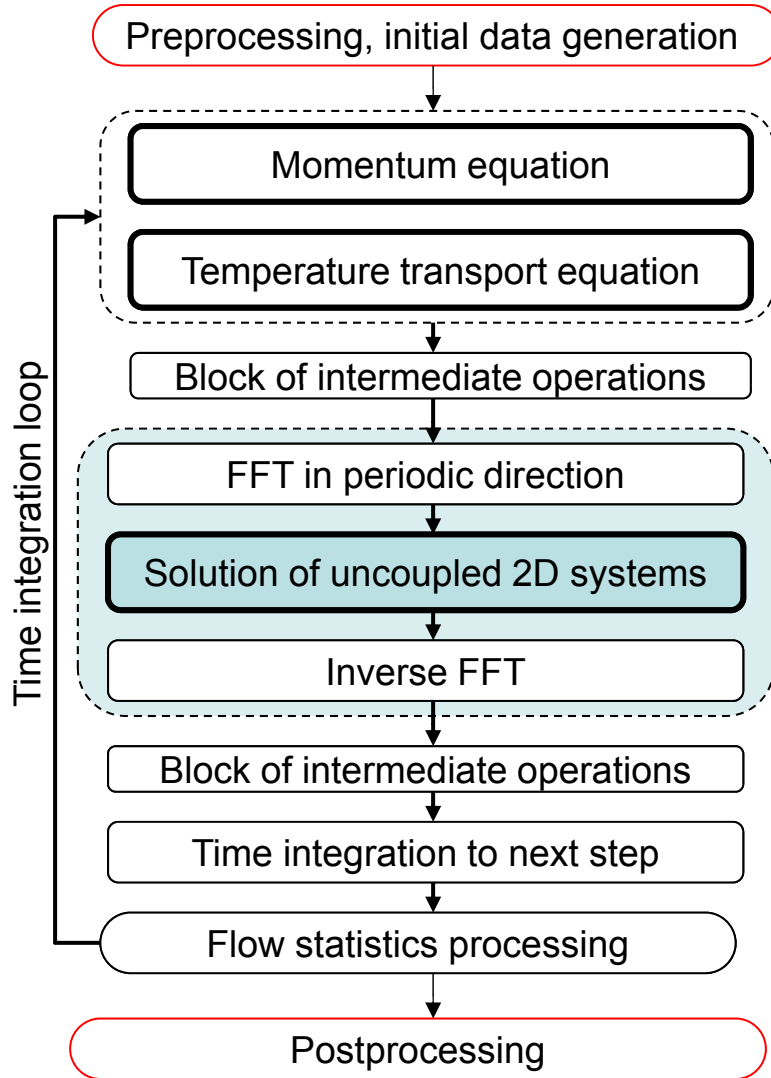 Preprocessing, initial data generation
Momentum equation
Temperature transport equation
Block of intermediate operations
FFT in periodic direction
Solution of uncoupled 2D systems
Inverse FFT
Block of intermediate operations
Time integration to next step
Flow statistics processing
Postprocessing
Time integration loop